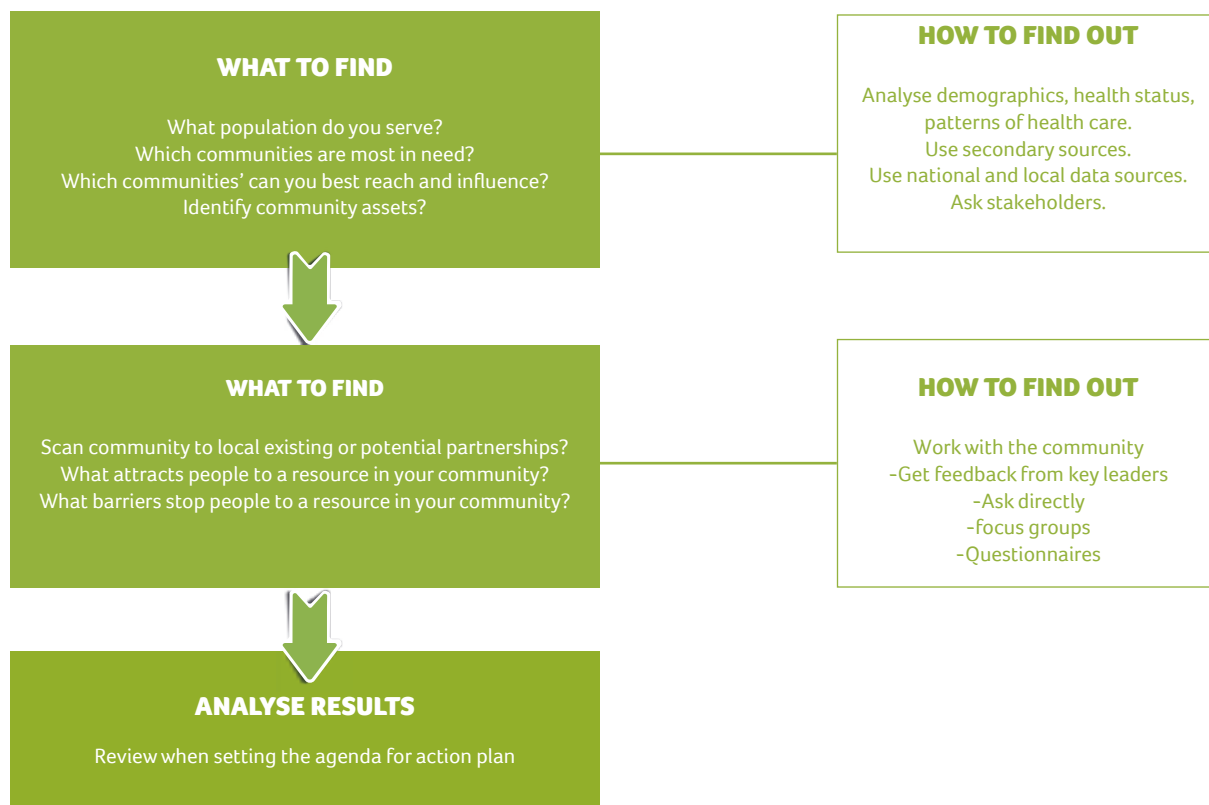 WHAT TO FIND
What population do you serve?
Which communities are most in need?
Which communities’ can you best reach and influence?
Identify community assets?
HOW TO FIND OUT
Analyse demographics, health status,
patterns of health care.
Use secondary sources.
Use national and local data sources.
Ask stakeholders.
WHAT TO FIND
Scan community to local existing or potential partnerships?
What attracts people to a resource in your community?
What barriers stop people to a resource in your community?
HOW TO FIND OUT
Work with the community
-Get feedback from key leaders
-Ask directly
-focus groups
-Questionnaires
ANALYSE RESULTS
Review when setting the agenda for action plan